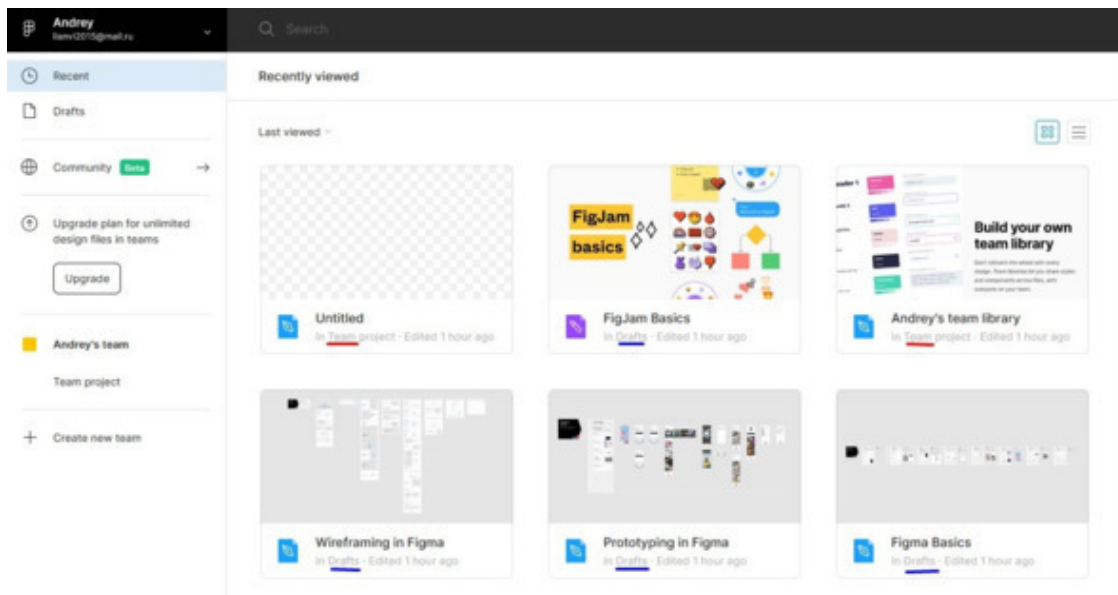 Andrey
Search
Recent
Recently viewed
Drafts
Last viewed
Community Beta
Upgrade plan for unlimited
design files in teams
Upgrade
FigJam
basics
Build your own
team library
Untitled
In Team project · Edited 1 hour ago
FigJam Basics
In Drafts · Edited 1 hour ago
Andrey's team library
In Team project · Edited 1 hour ago
Andrey's team
Team project
Create new team
Wireframing in Figma
In Drafts · Edited 1 hour ago
Prototyping in Figma
In Drafts · Edited 1 hour ago
Figma Basics
In Drafts · Edited 1 hour ago